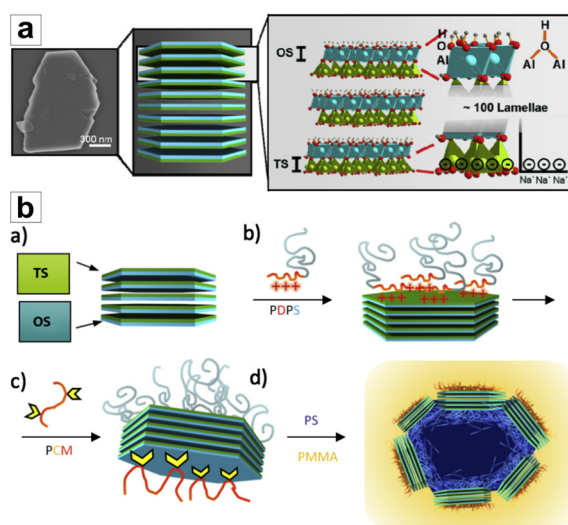 a
300 nm
OS
TS
H
O
Al
H
O
Al
Al
~ 100 Lamellae
Na⁺ Na⁺ Na⁺
b
a)
TS
OS
b)
+++
PDPS
+++
+++
+++
c)
PCM
d)
PS
PMMA